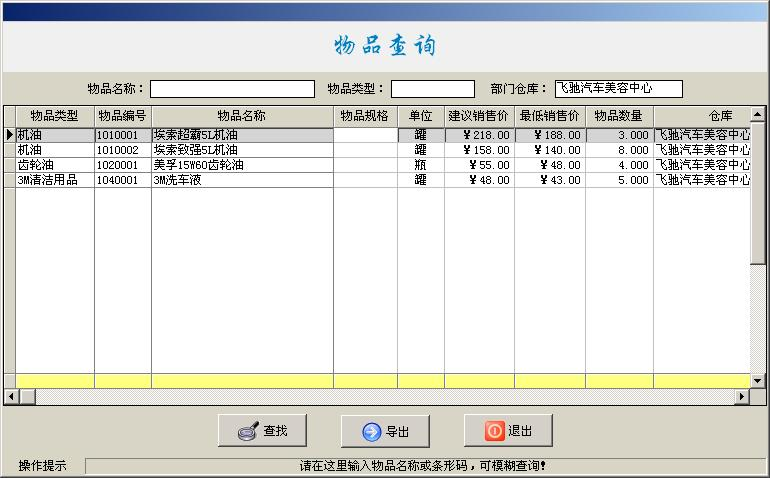 物品查询
物品名称： 物品类型： 部门仓库： 飞驰汽车美容中心
物品类型 物品编号 物品名称 物品规格 单位 建议销售价 最低销售价 物品数量 仓库
机油 1010001 埃索超霸5L机油 罐 ￥218.00 ￥188.00 3.000 飞驰汽车美容中心
机油 1010002 埃索致强5L机油 罐 ￥158.00 ￥140.00 8.000 飞驰汽车美容中心
齿轮油 1020001 美孚15W60齿轮油 瓶 ￥55.00 ￥48.00 4.000 飞驰汽车美容中心
3M清洁用品 1040001 3M洗车液 罐 ￥48.00 ￥43.00 5.000 飞驰汽车美容中心
查找 导出 退出
操作提示 请在这里输入物品名称或条形码，可模糊查询！